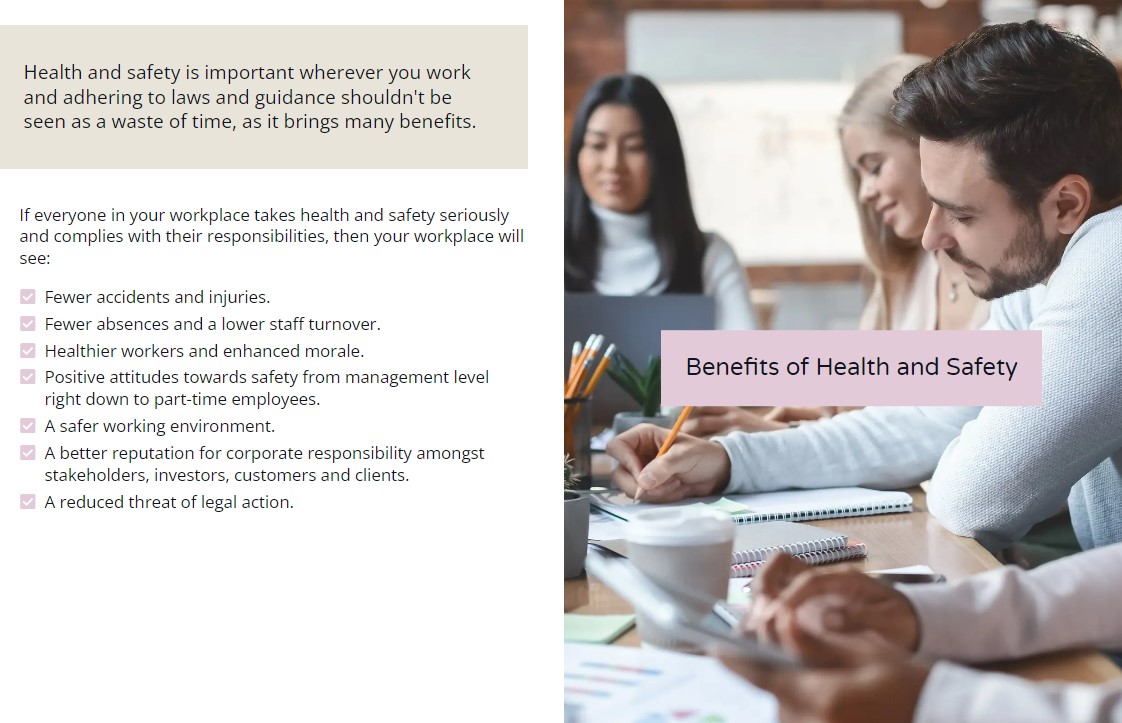 Health and safety is important wherever you work
and adhering to laws and guidance shouldn't be
seen as a waste of time, as it brings many benefits.
If everyone in your workplace takes health and safety seriously
and complies with their responsibilities, then your workplace will
see:
Fewer accidents and injuries.
Fewer absences and a lower staff turnover.
Healthier workers and enhanced morale.
Positive attitudes towards safety from management level
right down to part-time employees.
A safer working environment.
A better reputation for corporate responsibility amongst
stakeholders, investors, customers and clients.
A reduced threat of legal action.
Benefits of Health and Safety